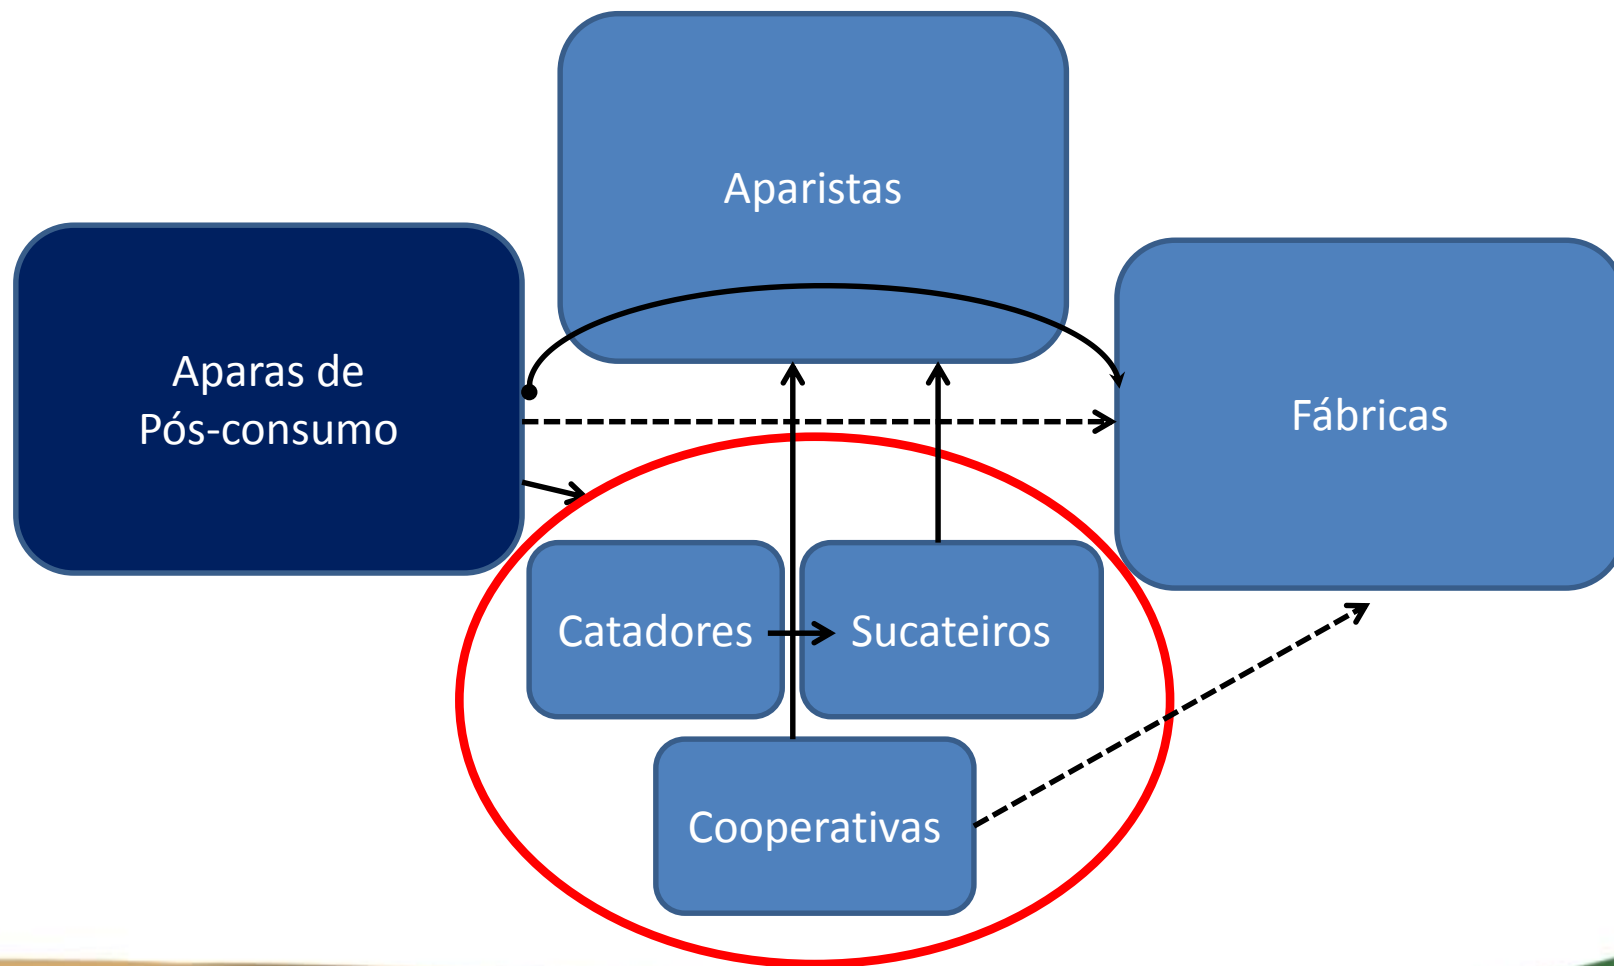 Aparistas
Aparas de
Pós-consumo
Fábricas
Catadores
Sucateiros
Cooperativas